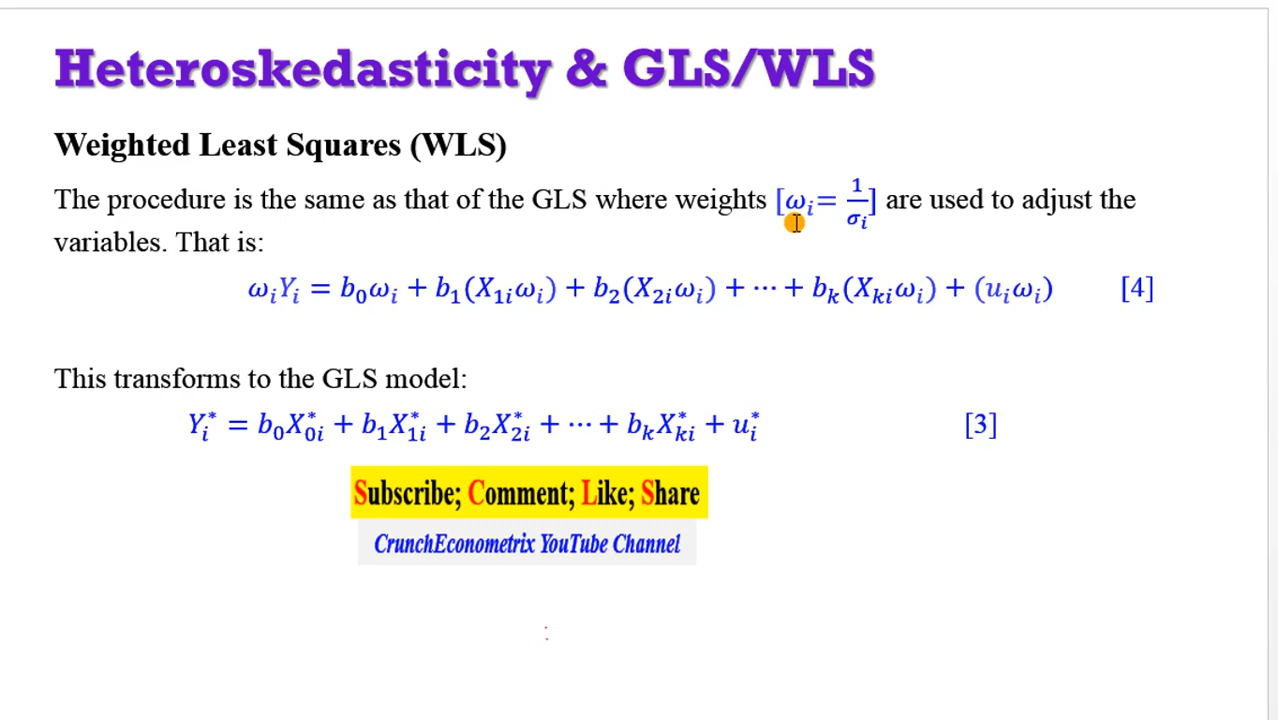 Heteroskedasticity & GLS/WLS
Weighted Least Squares (WLS)
The procedure is the same as that of the GLS where weights [ωᵢ= 1/σᵢ] are used to adjust the
variables. That is:
ωᵢYᵢ = b₀ωᵢ + b₁(X₁ᵢωᵢ) + b₂(X₂ᵢωᵢ) + ⋯ + bₖ(Xₖᵢωᵢ) + (uᵢωᵢ) [4]
This transforms to the GLS model:
Yᵢ* = b₀X₀ᵢ* + b₁X₁ᵢ* + b₂X₂ᵢ* + ⋯ + bₖXₖᵢ* + uᵢ* [3]
Subscribe; Comment; Like; Share
CrunchEconometrix YouTube Channel